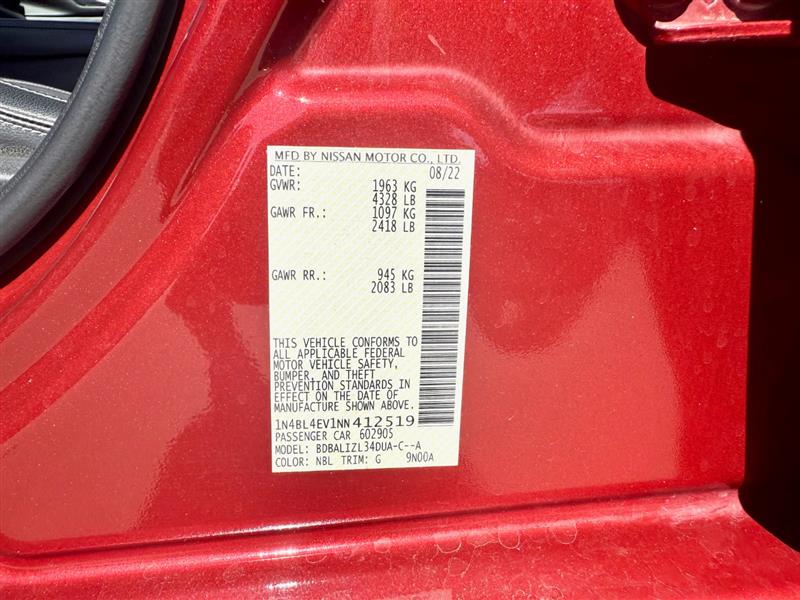 MFD BY NISSAN MOTOR CO., LTD.
DATE: 08/22
GVWR: 1963 KG
4328 LB
GAWR FR.: 1097 KG
2418 LB
GAWR RR.: 945 KG
2083 LB
THIS VEHICLE CONFORMS TO
ALL APPLICABLE FEDERAL
MOTOR VEHICLE SAFETY,
BUMPER, AND THEFT
PREVENTION STANDARDS IN
EFFECT ON THE DATE OF
MANUFACTURE SHOWN ABOVE.
1N4BL4EV1NN412519
PASSENGER CAR 602905
MODEL: BDBALIZL34DUA-C--A
COLOR: NBL TRIM: G 9N00A